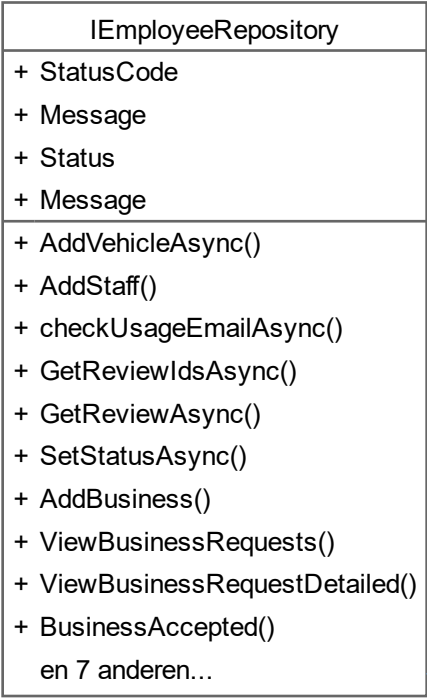 IEmployeeRepository
+ StatusCode
+ Message
+ Status
+ Message
+ AddVehicleAsync()
+ AddStaff()
+ checkUsageEmailAsync()
+ GetReviewIdsAsync()
+ GetReviewAsync()
+ SetStatusAsync()
+ AddBusiness()
+ ViewBusinessRequests()
+ ViewBusinessRequestDetailed()
+ BusinessAccepted()
en 7 anderen...